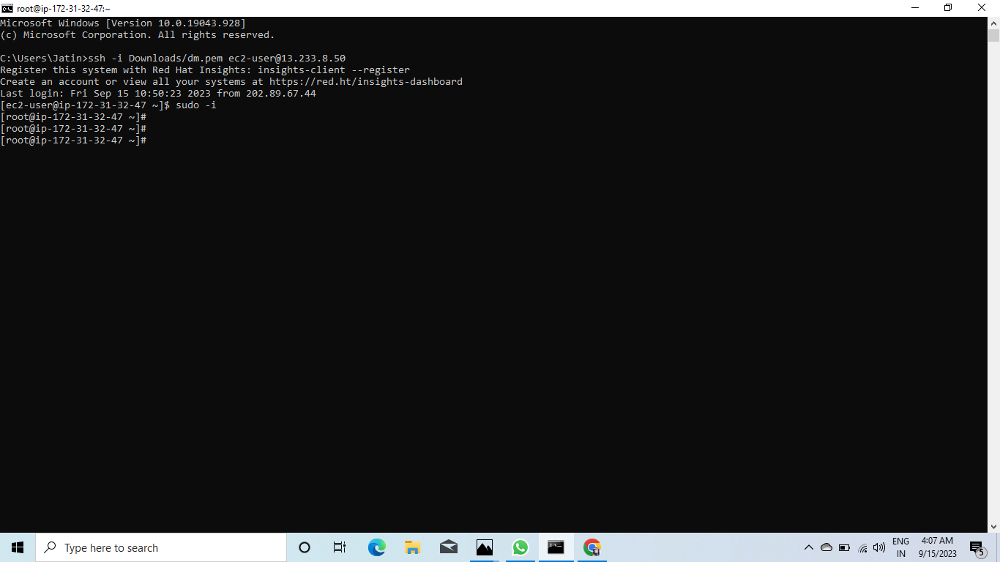 root@ip-172-31-32-47:~
Microsoft Windows [Version 10.0.19043.928]
(c) Microsoft Corporation. All rights reserved.
C:\Users\Jatin>ssh -i Downloads/dm.pem ec2-user@13.233.8.50
Register this system with Red Hat Insights: insights-client --register
Create an account or view all your systems at https://red.ht/insights-dashboard
Last login: Fri Sep 15 10:50:23 2023 from 202.89.67.44
[ec2-user@ip-172-31-32-47 ~]$ sudo -i
[root@ip-172-31-32-47 ~]#
[root@ip-172-31-32-47 ~]#
[root@ip-172-31-32-47 ~]#
Type here to search
ENG
IN
4:07 AM
9/15/2023
5